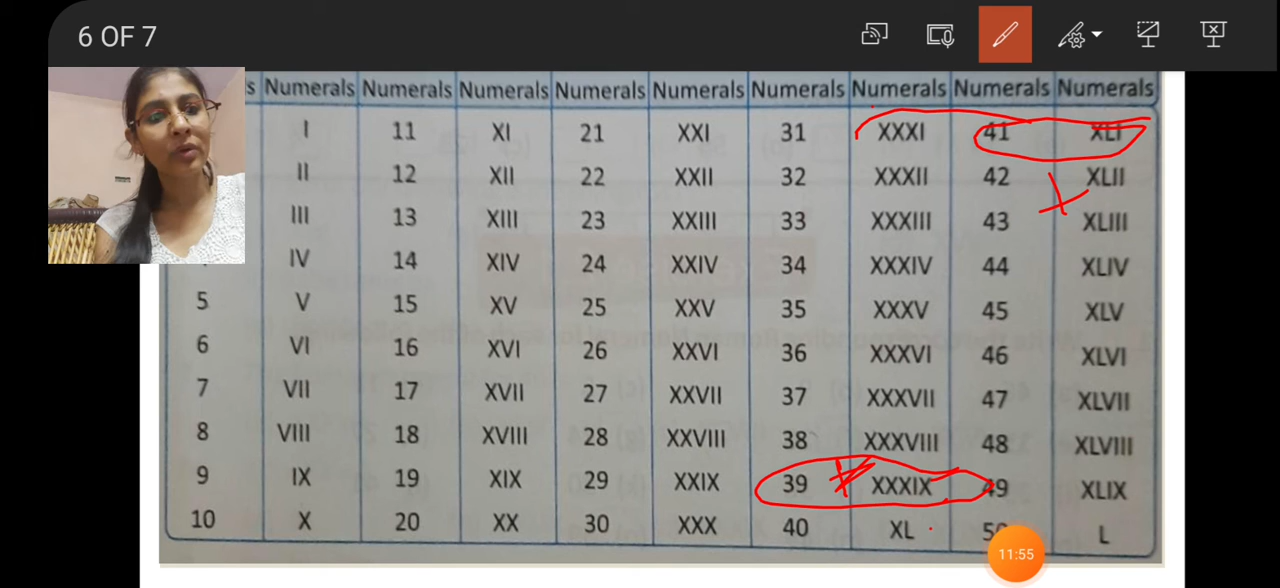 6 OF 7
s Numerals Numerals Numerals Numerals Numerals Numerals Numerals Numerals Numerals
I 11 XI 21 XXI 31 XXXI 41 XLI
II 12 XII 22 XXII 32 XXXII 42 XLII
III 13 XIII 23 XXIII 33 XXXIII 43 XLIII
IV 14 XIV 24 XXIV 34 XXXIV 44 XLIV
5 V 15 XV 25 XXV 35 XXXV 45 XLV
6 VI 16 XVI 26 XXVI 36 XXXVI 46 XLVI
7 VII 17 XVII 27 XXVII 37 XXXVII 47 XLVII
8 VIII 18 XVIII 28 XXVIII 38 XXXVIII 48 XLVIII
9 IX 19 XIX 29 XXIX 39 XXXIX 49 XLIX
10 X 20 XX 30 XXX 40 XL 50 L
11:55